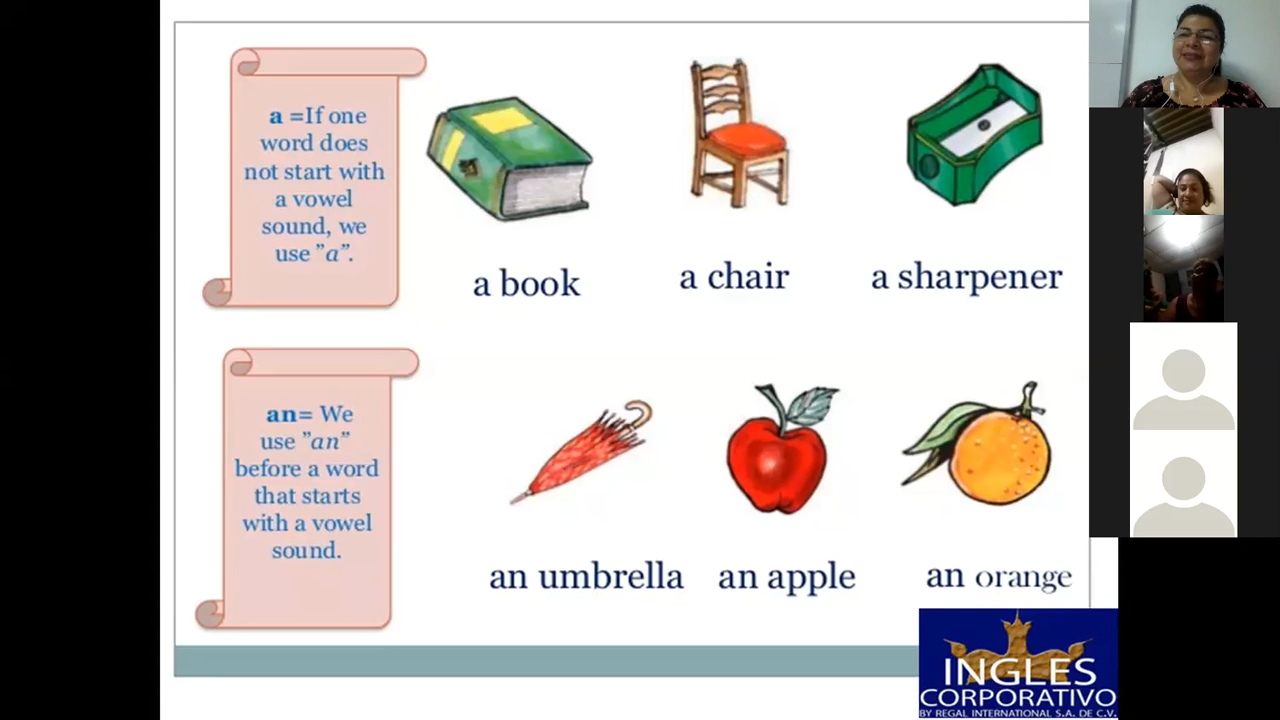 a =If one
word does
not start with
a vowel
sound, we
use ”a”.
a book
a chair
a sharpener
an= We
use ”an”
before a word
that starts
with a vowel
sound.
an umbrella
an apple
an orange
INGLES
CORPORATIVO
BY REGAL INTERNATIONAL S.A. DE C.V.